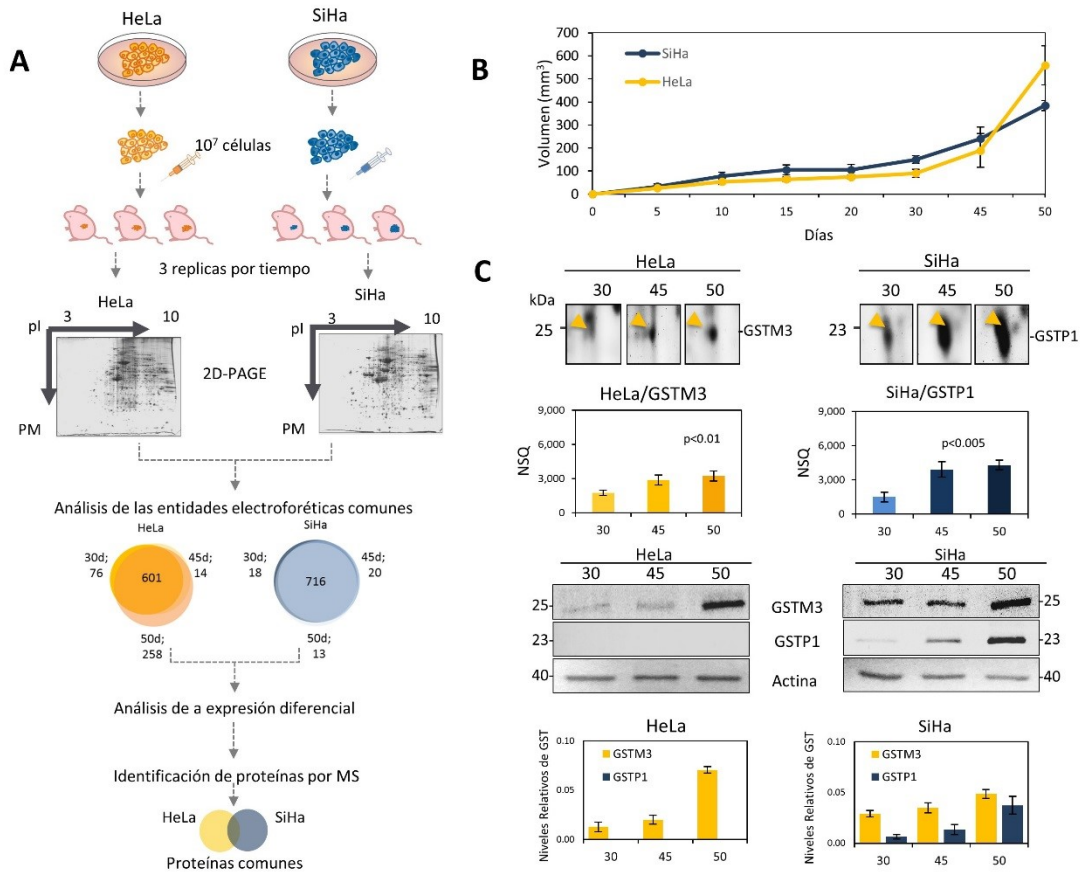 A
HeLa
SiHa
10⁷ células
3 replicas por tiempo
HeLa
SiHa
pI
3
10
pI
3
10
2D-PAGE
PM
PM
Análisis de las entidades electroforéticas comunes
HeLa
SiHa
30d;
76
601
45d;
14
50d;
258
30d;
18
716
45d;
20
50d;
13
Análisis de a expresión diferencial
Identificación de proteínas por MS
HeLa
SiHa
Proteínas comunes
B
Volumen (mm³)
700
600
500
400
300
200
100
0
SiHa
HeLa
0 5 10 15 20 30 45 50
Días
C
HeLa
30 45 50
kDa
25
-GSTM3
SiHa
30 45 50
23
-GSTP1
HeLa/GSTM3
NSQ
9,000
6,000
3,000
0
p<0.01
30 45 50
SiHa/GSTP1
NSQ
9,000
6,000
3,000
0
p<0.005
30 45 50
HeLa
30 45 50
SiHa
30 45 50
25
GSTM3
25
23
GSTP1
23
40
Actina
40
HeLa
Niveles Relativos de GST
0.10
0.05
0.00
GSTM3
GSTP1
30 45 50
SiHa
Niveles Relativos de GST
0.10
0.05
0.00
GSTM3
GSTP1
30 45 50